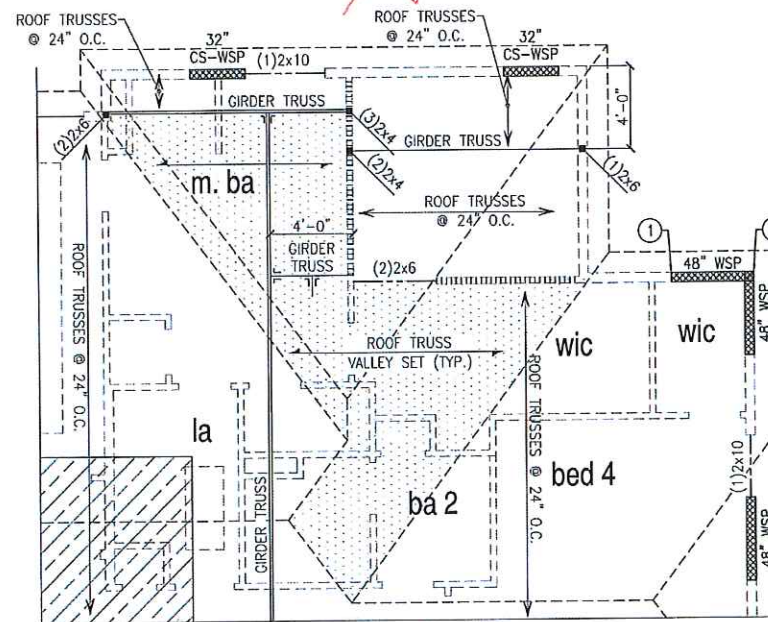 ROOF TRUSSES
@ 24" O.C.
32"
CS-WSP
(1)2x10
ROOF TRUSSES
@ 24" O.C.
32"
CS-WSP
GIRDER TRUSS
(2)2x6
(3)2x4
4'-0"
GIRDER TRUSS
(2)2x4
(1)2x6
m. ba
ROOF TRUSSES
@ 24" O.C.
4'-0"
GIRDER
TRUSS
(2)2x6
1
48" WSP
48" WSP
ROOF TRUSSES @ 24" O.C.
ROOF TRUSS
VALLEY SET (TYP.)
wic
wic
ROOF TRUSSES @ 24" O.C.
la
ba 2
bed 4
(1)2x10
GIRDER TRUSS
48" WSP